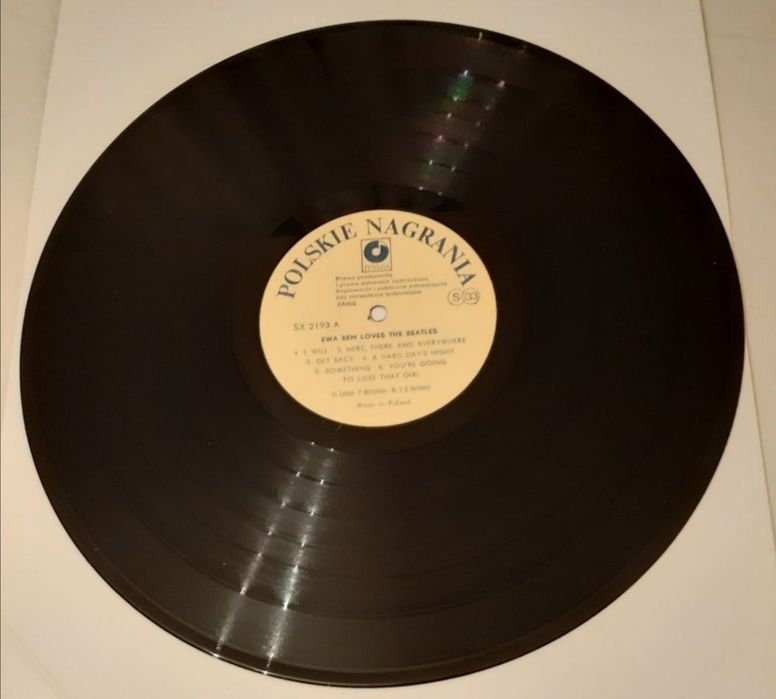 POLSKIE NAGRANIA
MUZA
Prawa producenta
i prawa autorskie zastrzeżone.
Kopiowanie i publiczne odtwarzanie
bez zezwolenia wzbronione
ZAIKS
S 33
SX 2193 A
EWA BEM LOVES THE BEATLES
1. I WILL 2. HERE, THERE AND EVERYWHERE
3. GET BACK 4. A HARD DAY'S NIGHT
5. SOMETHING 6. YOU'RE GOING
TO LOSE THAT GIRL
Made in Poland